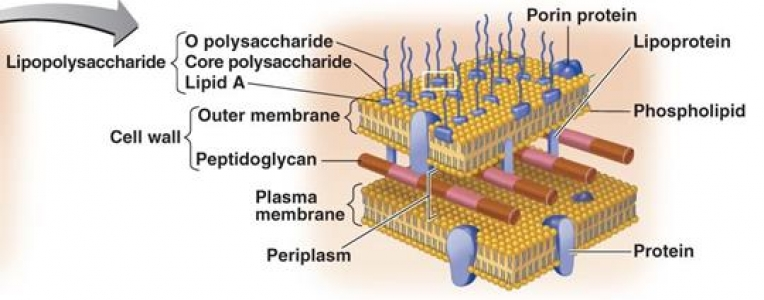 Porin protein
Lipoprotein
Lipopolysaccharide
O polysaccharide
Core polysaccharide
Lipid A
Phospholipid
Cell wall
Outer membrane
Peptidoglycan
Plasma
membrane
Periplasm
Protein